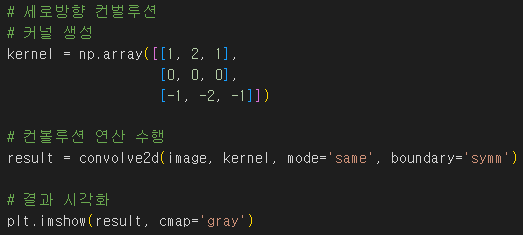 # 세로방향 컨벌루션
# 커널 생성
kernel = np.array([[1, 2, 1],
                   [0, 0, 0],
                   [-1, -2, -1]])

# 컨볼루션 연산 수행
result = convolve2d(image, kernel, mode='same', boundary='symm')

# 결과 시각화
plt.imshow(result, cmap='gray')